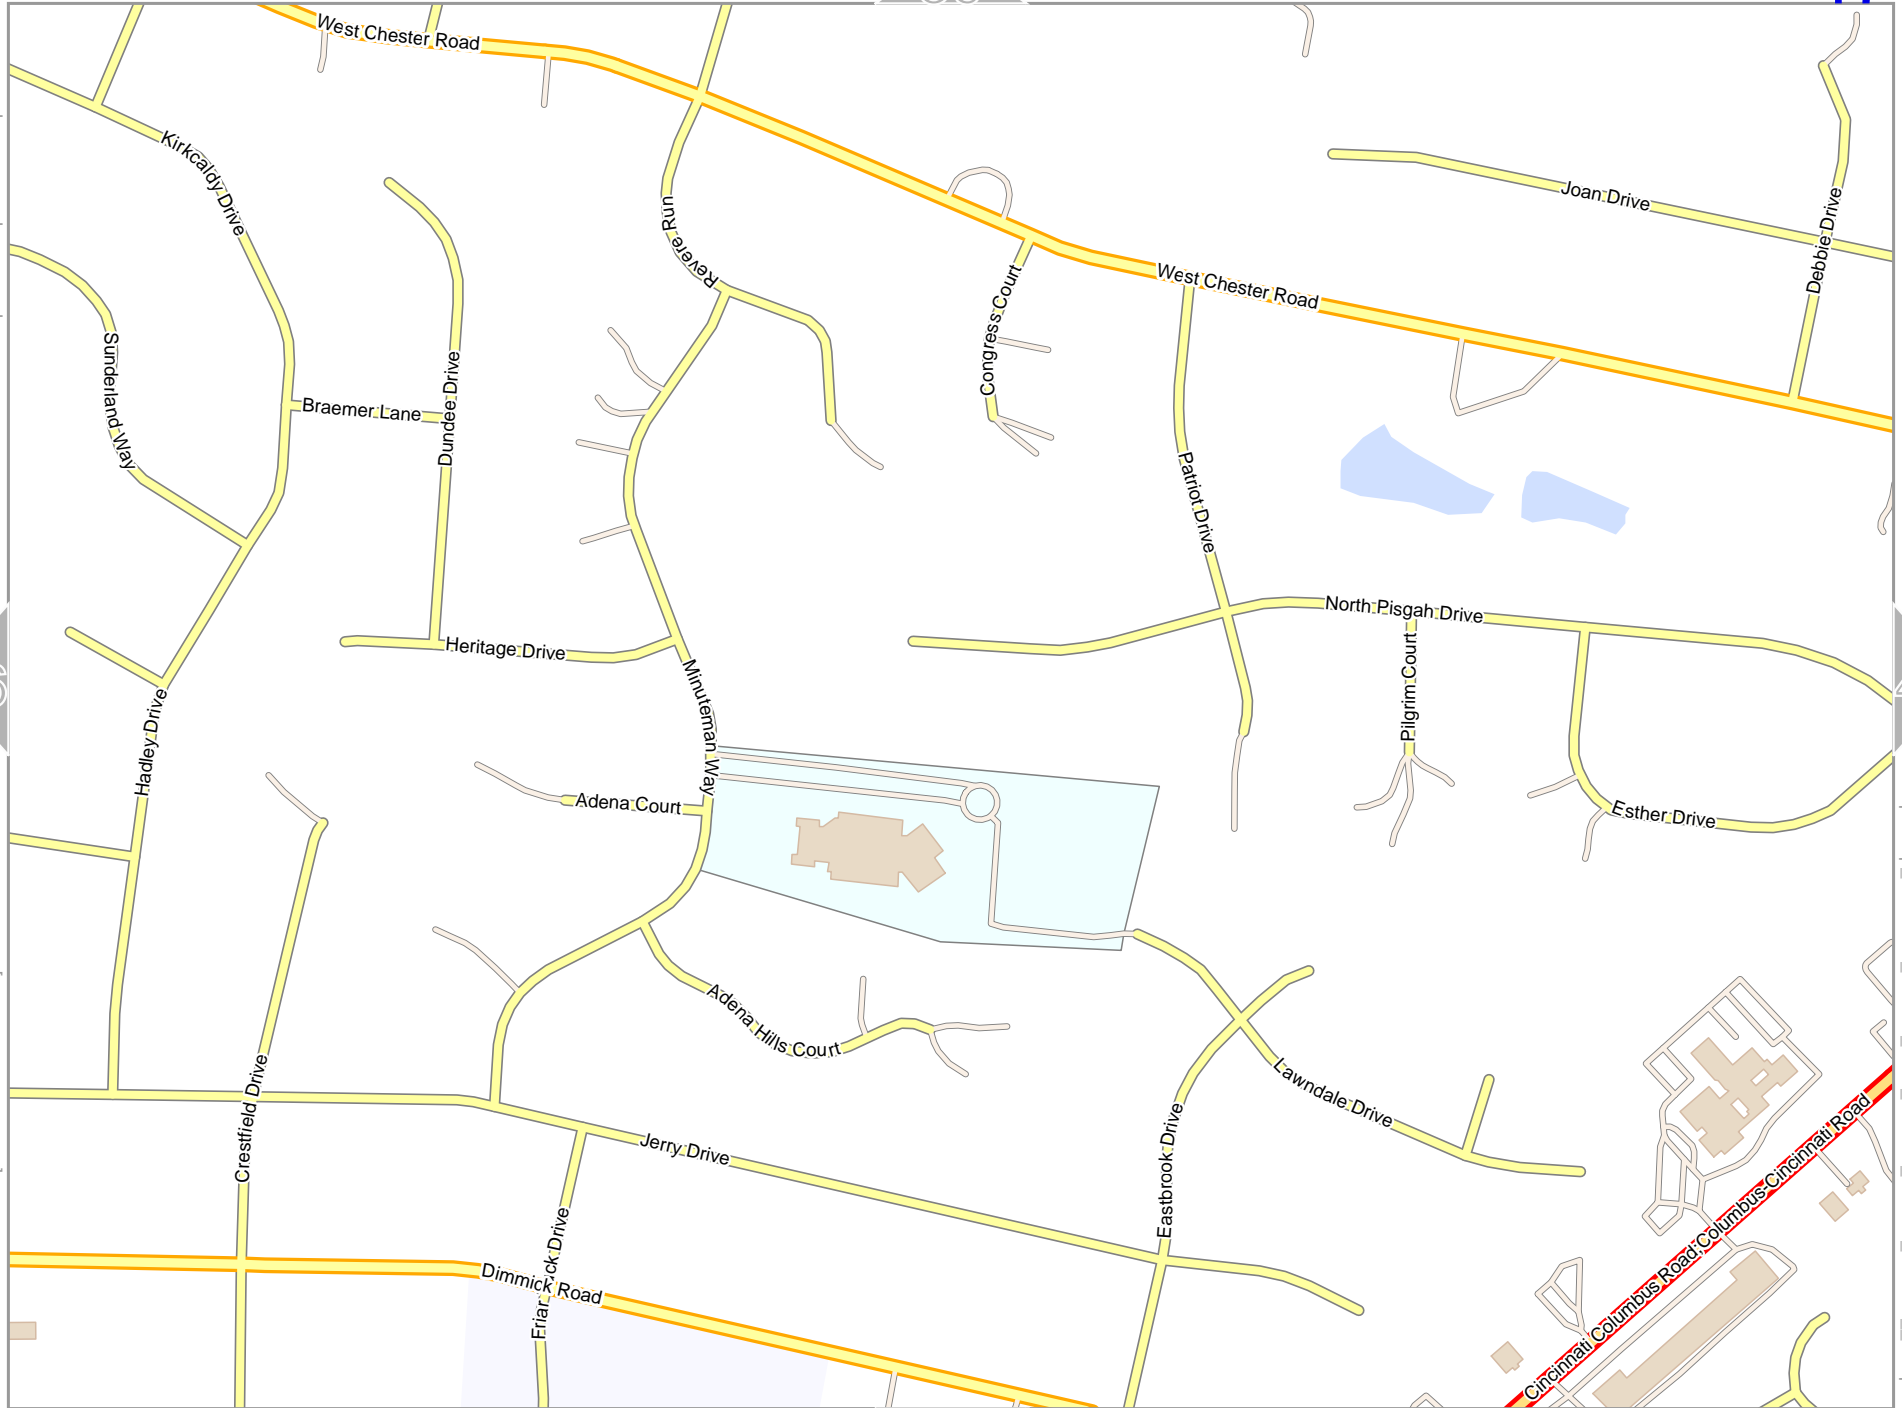 West Chester Road
Kirkcaldy Drive
Joan Drive
Debbie Drive
Revere Run
Congress Court
West Chester Road
Sunderland Way
Braemer Lane
Dundee Drive
Patriot Drive
North Pisgah Drive
Heritage Drive
Pilgrim Court
Minuteman Way
Hadley Drive
Adena Court
Esther Drive
Adena Hills Court
Crestfield Drive
Lawndale Drive
Eastbrook Drive
Jerry Drive
Cincinnati Columbus Road;Columbus-Cincinnati Road
Dimmick Road
Drive